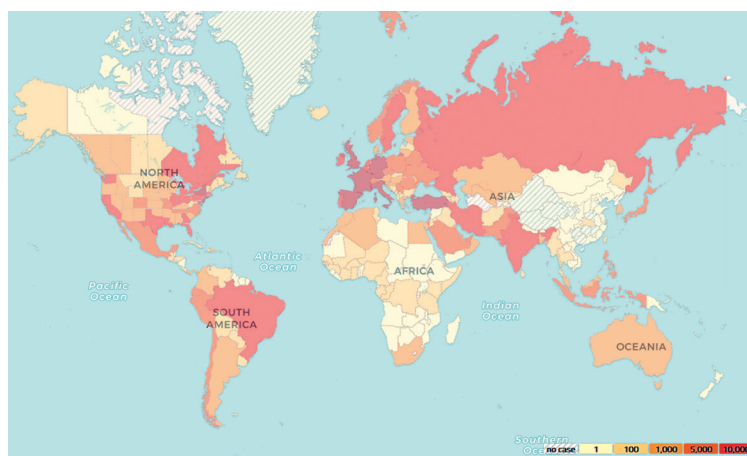 NORTH
AMERICA
ASIA
Atlantic
Ocean
AFRICA
Pacific
Ocean
Indian
Ocean
SOUTH
AMERICA
OCEANIA
Southern
no case 1 100 1,000 5,000